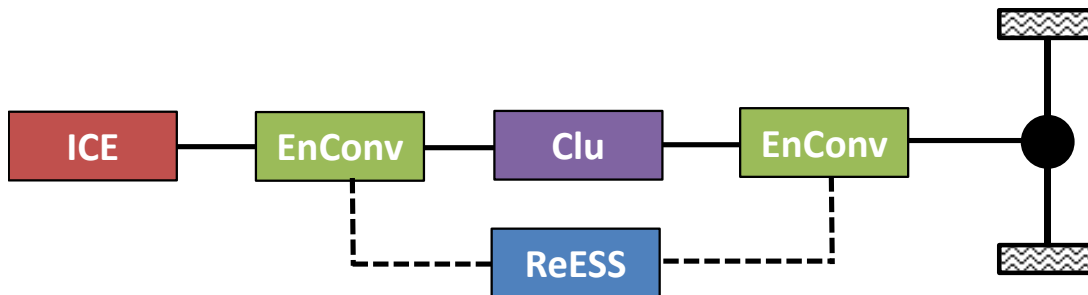 ICE
EnConv
Clu
EnConv
ReESS